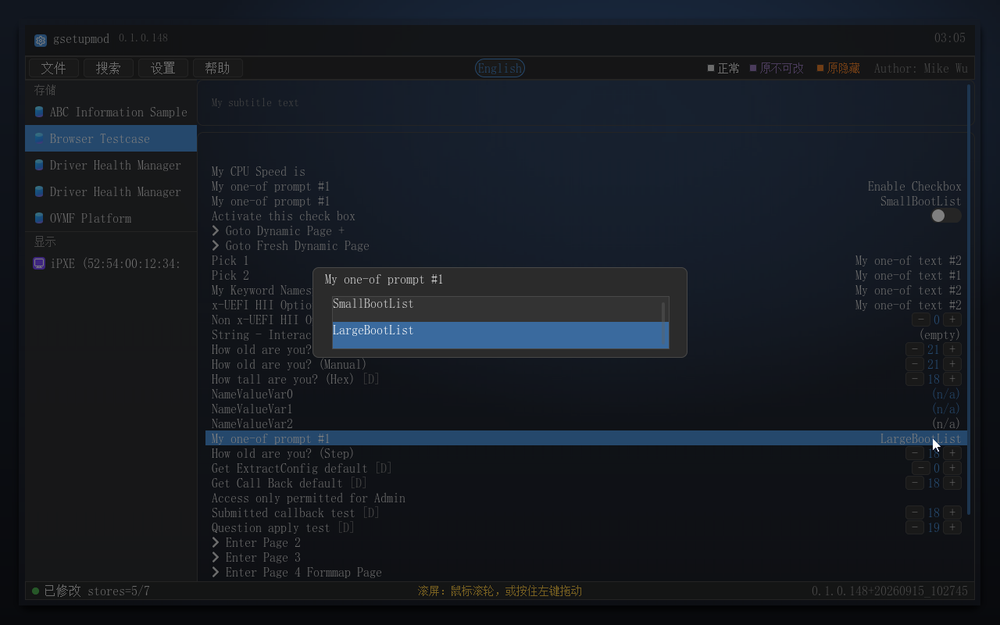 gsetupmod 0.1.0.148 03:05
文件 搜索 设置 帮助 English 正常 原不可改 原隐藏 Author: Mike Wu
存储
ABC Information Sample
Browser Testcase
Driver Health Manager
Driver Health Manager
OVMF Platform
显示
iPXE (52:54:00:12:34:
My subtitle text
My CPU Speed is
My one-of prompt #1 Enable Checkbox
My one-of prompt #1 SmallBootList
Activate this check box
Goto Dynamic Page +
Goto Fresh Dynamic Page
Pick 1 My one-of text #2
Pick 2 My one-of text #1
My Keyword Names My one-of text #2
x-UEFI HII Optio My one-of text #2
Non x-UEFI HII O − 0 +
String - Interac (empty)
How old are you? − 21 +
How old are you? (Manual) − 21 +
How tall are you? (Hex) [D] − 18 +
NameValueVar0 (n/a)
NameValueVar1 (n/a)
NameValueVar2 (n/a)
My one-of prompt #1 LargeBootList
How old are you? (Step) − 18 +
Get ExtractConfig default [D] − 0 +
Get Call Back default [D] − 18 +
Access only permitted for Admin
Submitted callback test [D] − 18 +
Question apply test [D] − 19 +
Enter Page 2
Enter Page 3
Enter Page 4 Formmap Page
My one-of prompt #1
SmallBootList
LargeBootList
已修改 stores=5/7 滚屏：鼠标滚轮，或按住左键拖动 0.1.0.148+20260915_102745